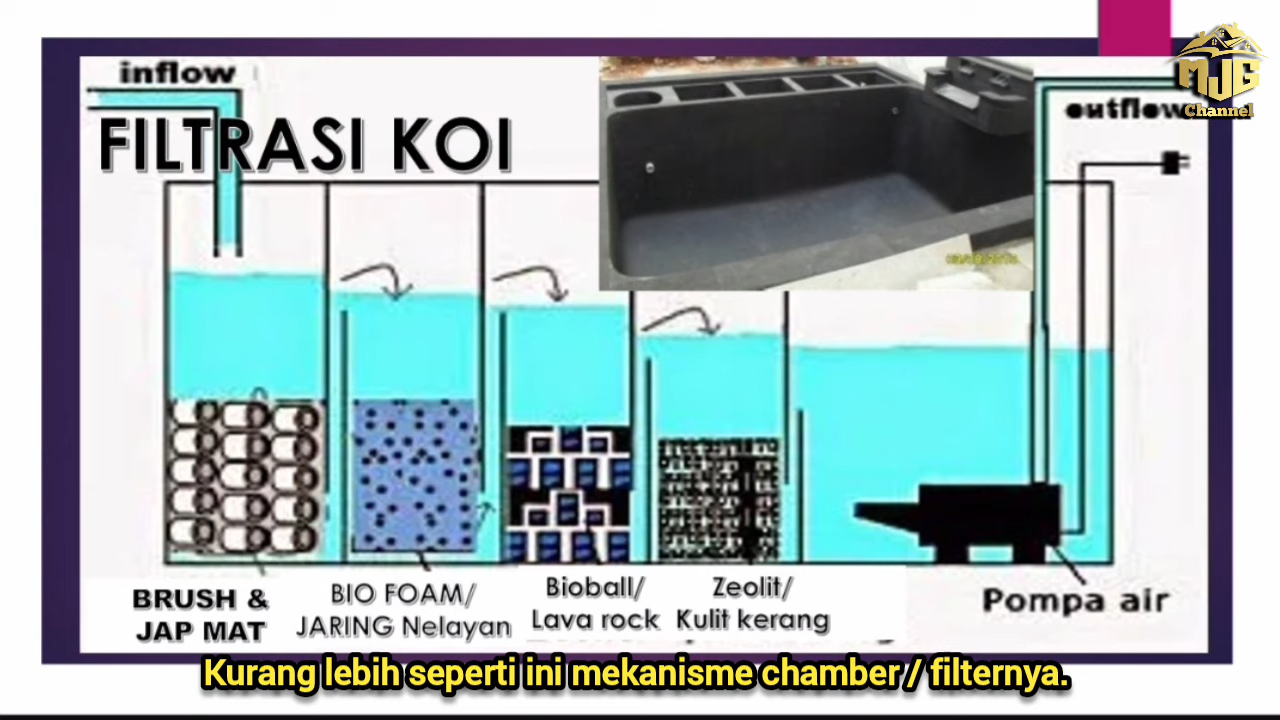 inflow
FILTRASI KOI
MJG
Channel
outflow
BRUSH &
JAP MAT
BIO FOAM/
JARING Nelayan
Bioball/
Lava rock
Zeolit/
Kulit kerang
Pompa air
Kurang lebih seperti ini mekanisme chamber / filternya.